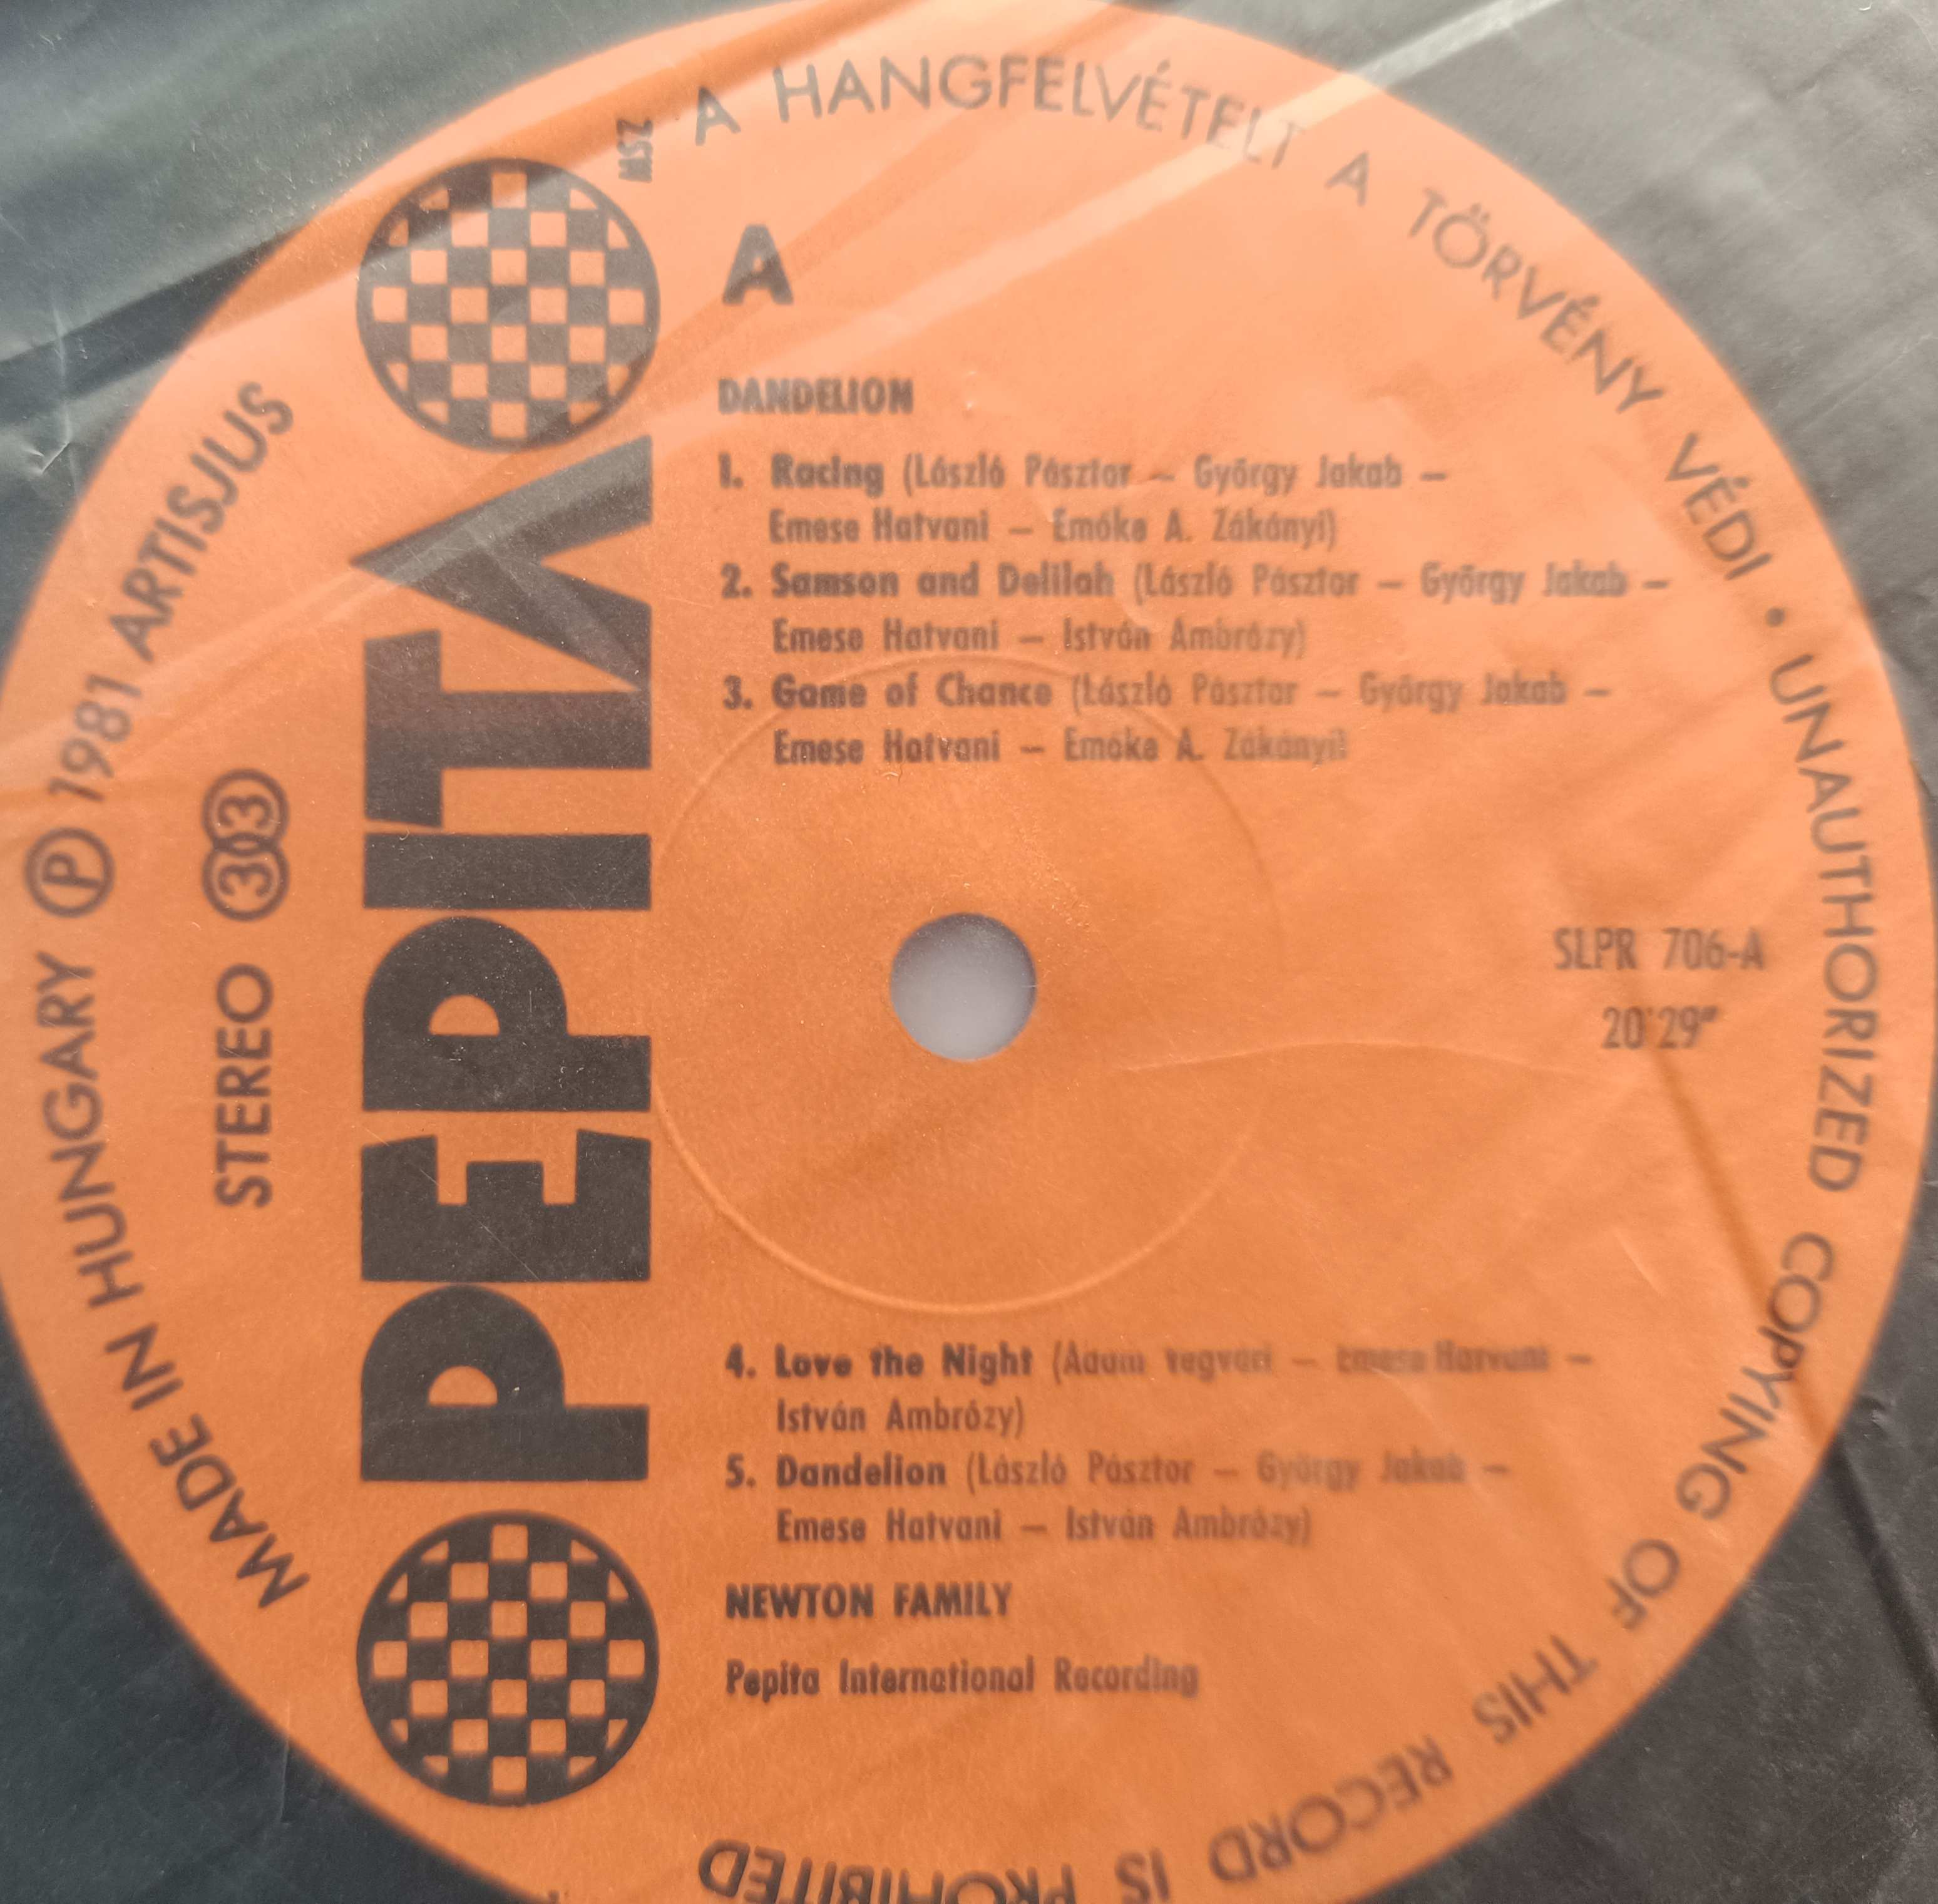 A HANGFELVÉTELT A TÖRVÉNY VÉDI • UNAUTHORIZED COPYING OF THIS RECORD IS PROHIBITED
MADE IN HUNGARY Ⓟ 1981 ARTISJUS
STEREO 33
PEPITA
A
DANDELION
1. Racing (László Pásztor – György Jakab –
Emese Hatvani – Emőke A. Zákányi)
2. Samson and Delilah (László Pásztor – György Jakab –
Emese Hatvani – István Ambrózy)
3. Game of Chance (László Pásztor – György Jakab –
Emese Hatvani – Emőke A. Zákányi)
SLPR 706-A
20'29"
4. Love the Night (Ádám Végvári – Emese Hatvani –
István Ambrózy)
5. Dandelion (László Pásztor – György Jakab –
Emese Hatvani – István Ambrózy)
NEWTON FAMILY
Pepita International Recording